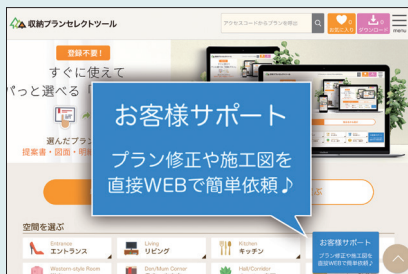 収納プランセレクトツール
アクセスコードからプランを呼出
0
お気に入り
0
ダウンロード
menu
登録不要!
すぐに使えて
パっと選べる「
選んだプラン
提案書・図面・明
お客様サポート
プラン修正や施工図を
直接WEBで簡単依頼♪
ぶ
空間を選ぶ
Entrance
エントランス
Living
リビング
Kitchen
キッチン
Western-style Room
Den/Mum Corner
Hall/Corridor
お客様サポート
プラン修正や施工図を
直接WEBで簡単依頼♪